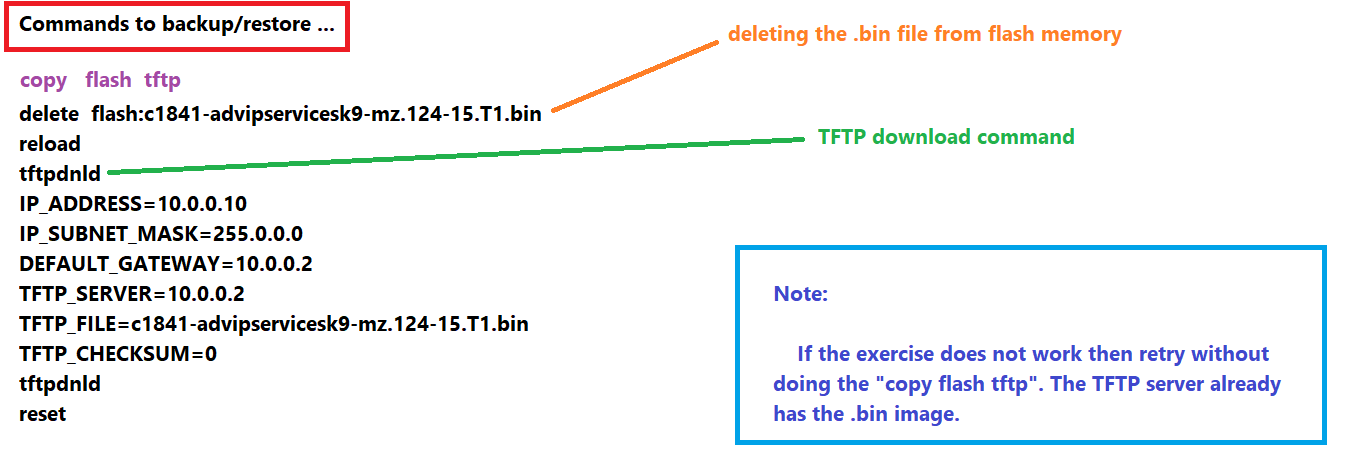 Commands to backup/restore ...
deleting the .bin file from flash memory
copy flash tftp
delete flash:c1841-advipservicesk9-mz.124-15.T1.bin
reload
TFTP download command
tftpdnld
IP_ADDRESS=10.0.0.10
IP_SUBNET_MASK=255.0.0.0
DEFAULT_GATEWAY=10.0.0.2
TFTP_SERVER=10.0.0.2
TFTP_FILE=c1841-advipservicesk9-mz.124-15.T1.bin
TFTP_CHECKSUM=0
tftpdnld
reset
Note:
If the exercise does not work then retry without
doing the "copy flash tftp". The TFTP server already
has the .bin image.